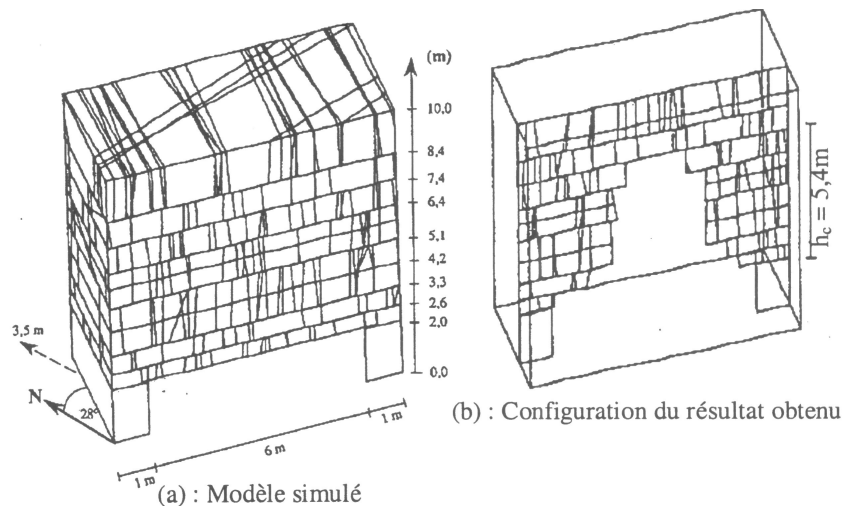 (m)
10,0
8,4
7,4
6,4
5,1
4,2
3,3
2,6
2,0
0,0
3,5 m
N
28°
1 m
6 m
1 m
(a) : Modèle simulé
h_c = 5,4m
(b) : Configuration du résultat obtenu